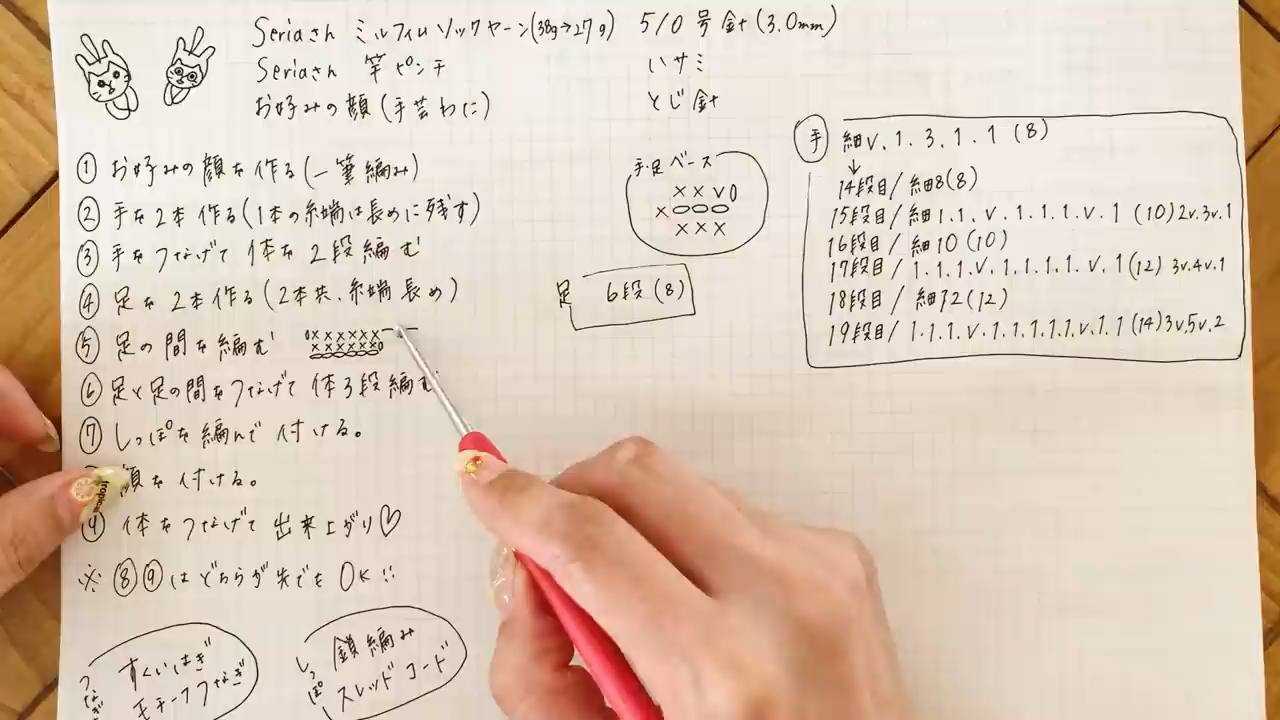 Seriaさん ミルフィムソックヤーン(38g→27g) 5/0号針(3.0mm)
Seriaさん 竿ピンチ ハサミ
お好みの顔(手芸わに) とじ針
① お好みの顔を作る(一筆編み)
② 手を2本作る(1本の糸端は長めに残す)
③ 手をつなげて体を2段編む
④ 足を2本作る(2本共、糸端長め)
⑤ 足の間を編む 0××××××
××××××0
⑥ 足と足の間をつなげて体3段編む
⑦ しっぽを編んで付ける。
顔を付ける。
⑨ 体をつなげて出来上がり♡
※⑧⑨はどちらが先でもOK!!
つなぎ すくいはぎ
モチーフつなぎ
しっぽ 鎖編み
スレッドコード
手・足ベース
××v0
×000
×××
足 6段(8)
手 細v.1.3.1.1(8)
↓
14段目/細8(8)
15段目/細1.1.v.1.1.1.v.1(10)2v.3v.1
16段目/細10(10)
17段目/1.1.1.v.1.1.1.1.v.1(12)3v.4v.1
18段目/細12(12)
19段目/1.1.1.v.1.1.1.1.1.v.1.1(14)3v.5v.2